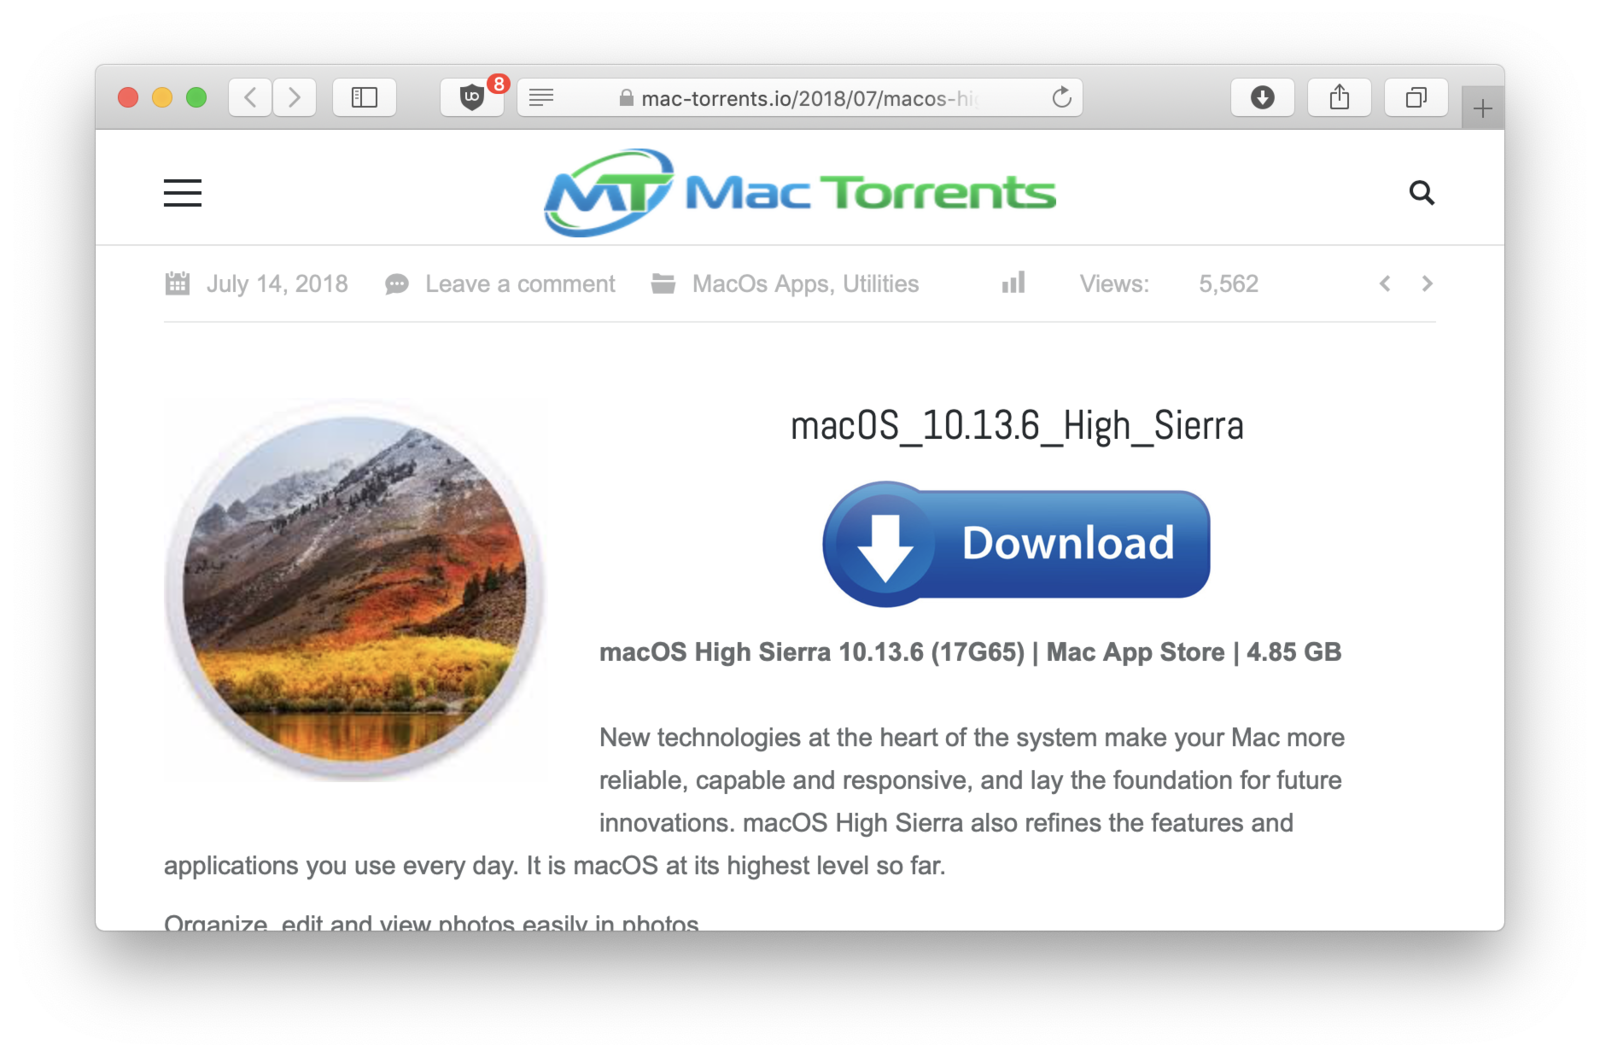 8
mac-torrents.io/2018/07/macos-hi
MT Mac Torrents
July 14, 2018 Leave a comment MacOs Apps, Utilities Views: 5,562
macOS_10.13.6_High_Sierra
Download
macOS High Sierra 10.13.6 (17G65) | Mac App Store | 4.85 GB
New technologies at the heart of the system make your Mac more
reliable, capable and responsive, and lay the foundation for future
innovations. macOS High Sierra also refines the features and
applications you use every day. It is macOS at its highest level so far.
Organize, edit and view photos easily in photos